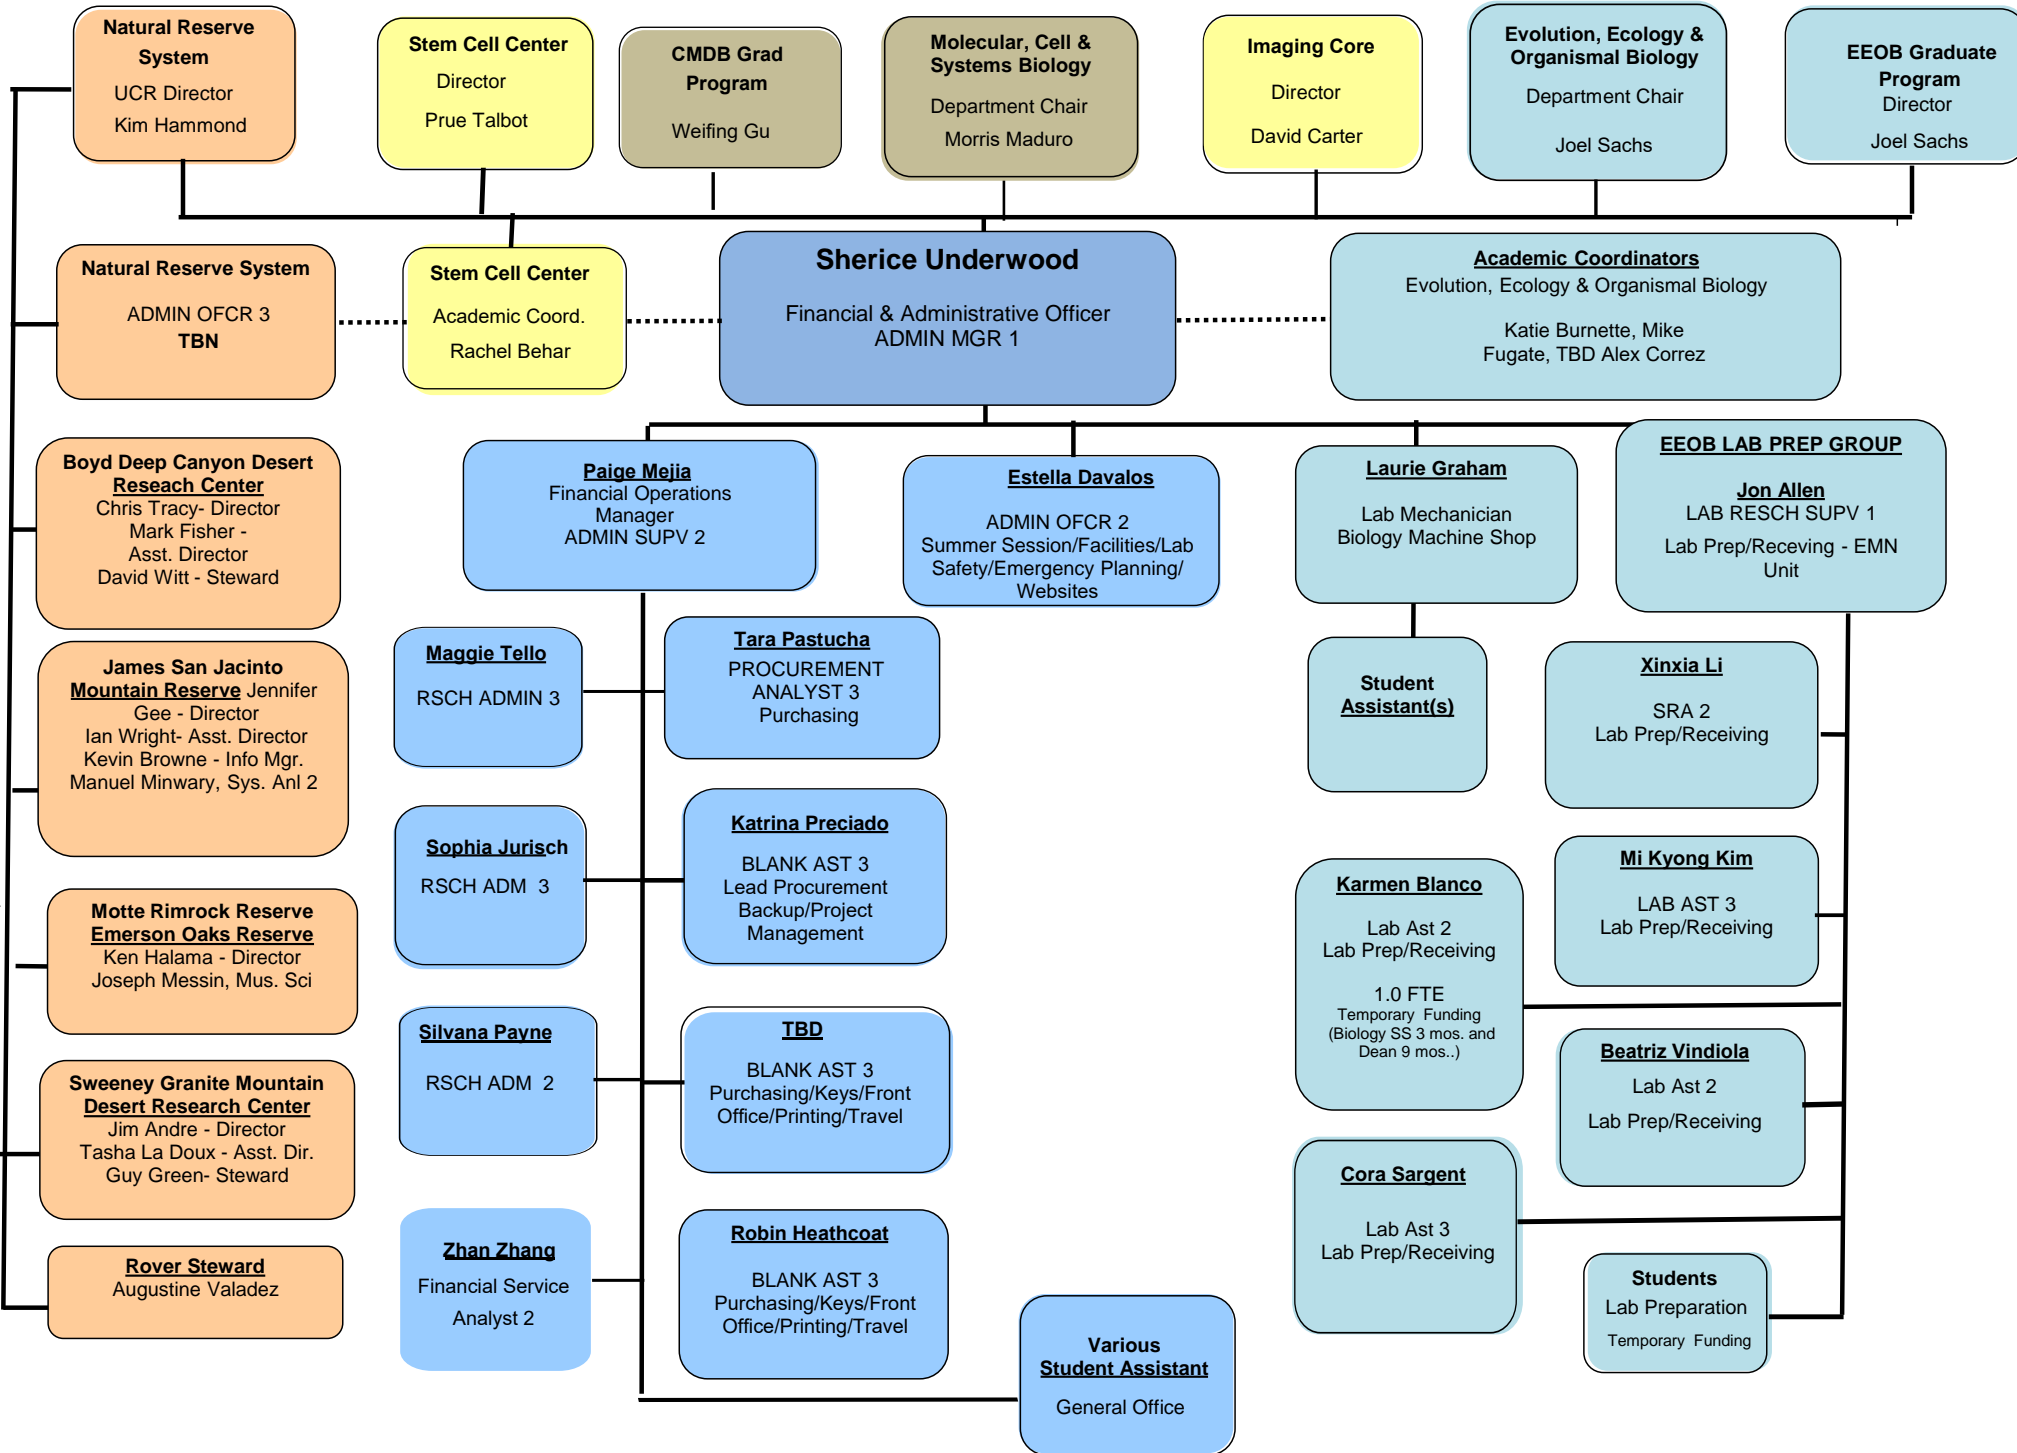 Natural Reserve
System
UCR Director
Kim Hammond
Stem Cell Center
Director
Prue Talbot
CMDB Grad
Program
Weifing Gu
Molecular, Cell &
Systems Biology
Department Chair
Morris Maduro
Imaging Core
Director
David Carter
Evolution, Ecology &
Organismal Biology
Department Chair
Joel Sachs
EEOB Graduate
Program
Director
Joel Sachs
Natural Reserve System
ADMIN OFCR 3
TBN
Stem Cell Center
Academic Coord.
Rachel Behar
Sherice Underwood
Financial & Administrative Officer
ADMIN MGR 1
Academic Coordinators
Evolution, Ecology & Organismal Biology
Katie Burnette, Mike
Fugate, TBD Alex Correz
Boyd Deep Canyon Desert
Reseach Center
Chris Tracy- Director
Mark Fisher -
Asst. Director
David Witt - Steward
James San Jacinto
Mountain Reserve Jennifer
Gee - Director
Ian Wright- Asst. Director
Kevin Browne - Info Mgr.
Manuel Minwary, Sys. Anl 2
Motte Rimrock Reserve
Emerson Oaks Reserve
Ken Halama - Director
Joseph Messin, Mus. Sci
Sweeney Granite Mountain
Desert Research Center
Jim Andre - Director
Tasha La Doux - Asst. Dir.
Guy Green- Steward
Rover Steward
Augustine Valadez
Paige Mejia
Financial Operations
Manager
ADMIN SUPV 2
Estella Davalos
ADMIN OFCR 2
Summer Session/Facilities/Lab
Safety/Emergency Planning/
Websites
Laurie Graham
Lab Mechanician
Biology Machine Shop
EEOB LAB PREP GROUP
Jon Allen
LAB RESCH SUPV 1
Lab Prep/Receving - EMN
Unit
Maggie Tello
RSCH ADMIN 3
Tara Pastucha
PROCUREMENT
ANALYST 3
Purchasing
Sophia Jurisch
RSCH ADM  3
Katrina Preciado
BLANK AST 3
Lead Procurement
Backup/Project
Management
Silvana Payne
RSCH ADM  2
TBD
BLANK AST 3
Purchasing/Keys/Front
Office/Printing/Travel
Zhan Zhang
Financial Service
Analyst 2
Robin Heathcoat
BLANK AST 3
Purchasing/Keys/Front
Office/Printing/Travel
Various
Student Assistant
General Office
Student
Assistant(s)
Xinxia Li
SRA 2
Lab Prep/Receiving
Mi Kyong Kim
LAB AST 3
Lab Prep/Receiving
Karmen Blanco
Lab Ast 2
Lab Prep/Receiving
1.0 FTE
Temporary  Funding
(Biology SS 3 mos. and
Dean 9 mos..)
Beatriz Vindiola
Lab Ast 2
Lab Prep/Receiving
Cora Sargent
Lab Ast 3
Lab Prep/Receiving
Students
Lab Preparation
Temporary  Funding